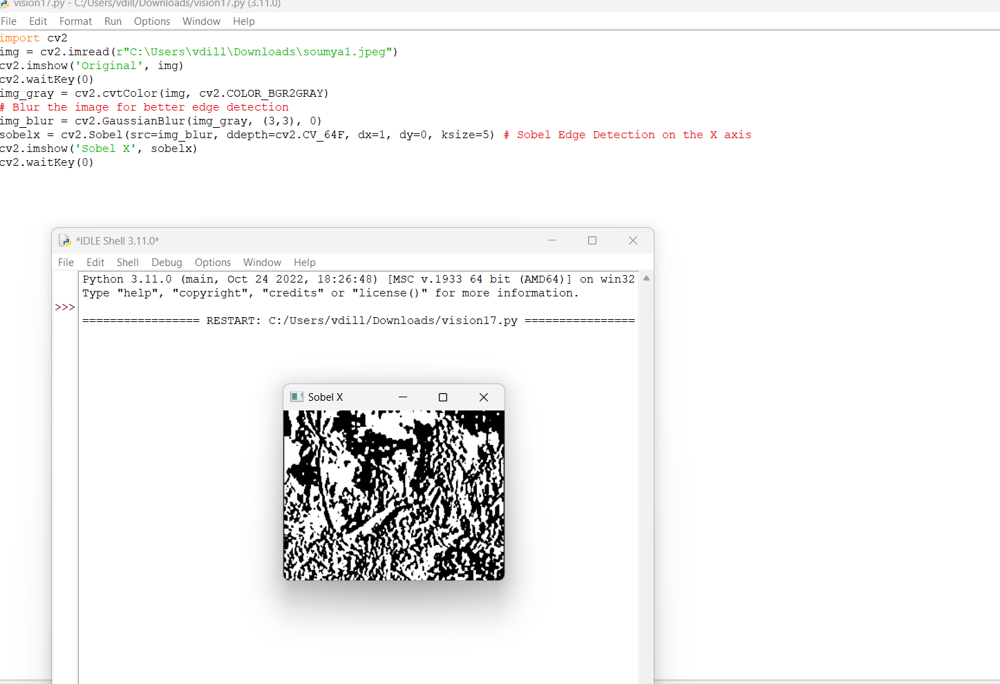 vision17.py - C:/Users/vdill/Downloads/vision17.py (3.11.0)
File Edit Format Run Options Window Help
import cv2
img = cv2.imread(r"C:\Users\vdill\Downloads\soumya1.jpeg")
cv2.imshow('Original', img)
cv2.waitKey(0)
img_gray = cv2.cvtColor(img, cv2.COLOR_BGR2GRAY)
# Blur the image for better edge detection
img_blur = cv2.GaussianBlur(img_gray, (3,3), 0)
sobelx = cv2.Sobel(src=img_blur, ddepth=cv2.CV_64F, dx=1, dy=0, ksize=5) # Sobel Edge Detection on the X axis
cv2.imshow('Sobel X', sobelx)
cv2.waitKey(0)
*IDLE Shell 3.11.0*
File Edit Shell Debug Options Window Help
Python 3.11.0 (main, Oct 24 2022, 18:26:48) [MSC v.1933 64 bit (AMD64)] on win32
Type "help", "copyright", "credits" or "license()" for more information.
>>>
================= RESTART: C:/Users/vdill/Downloads/vision17.py ================
Sobel X